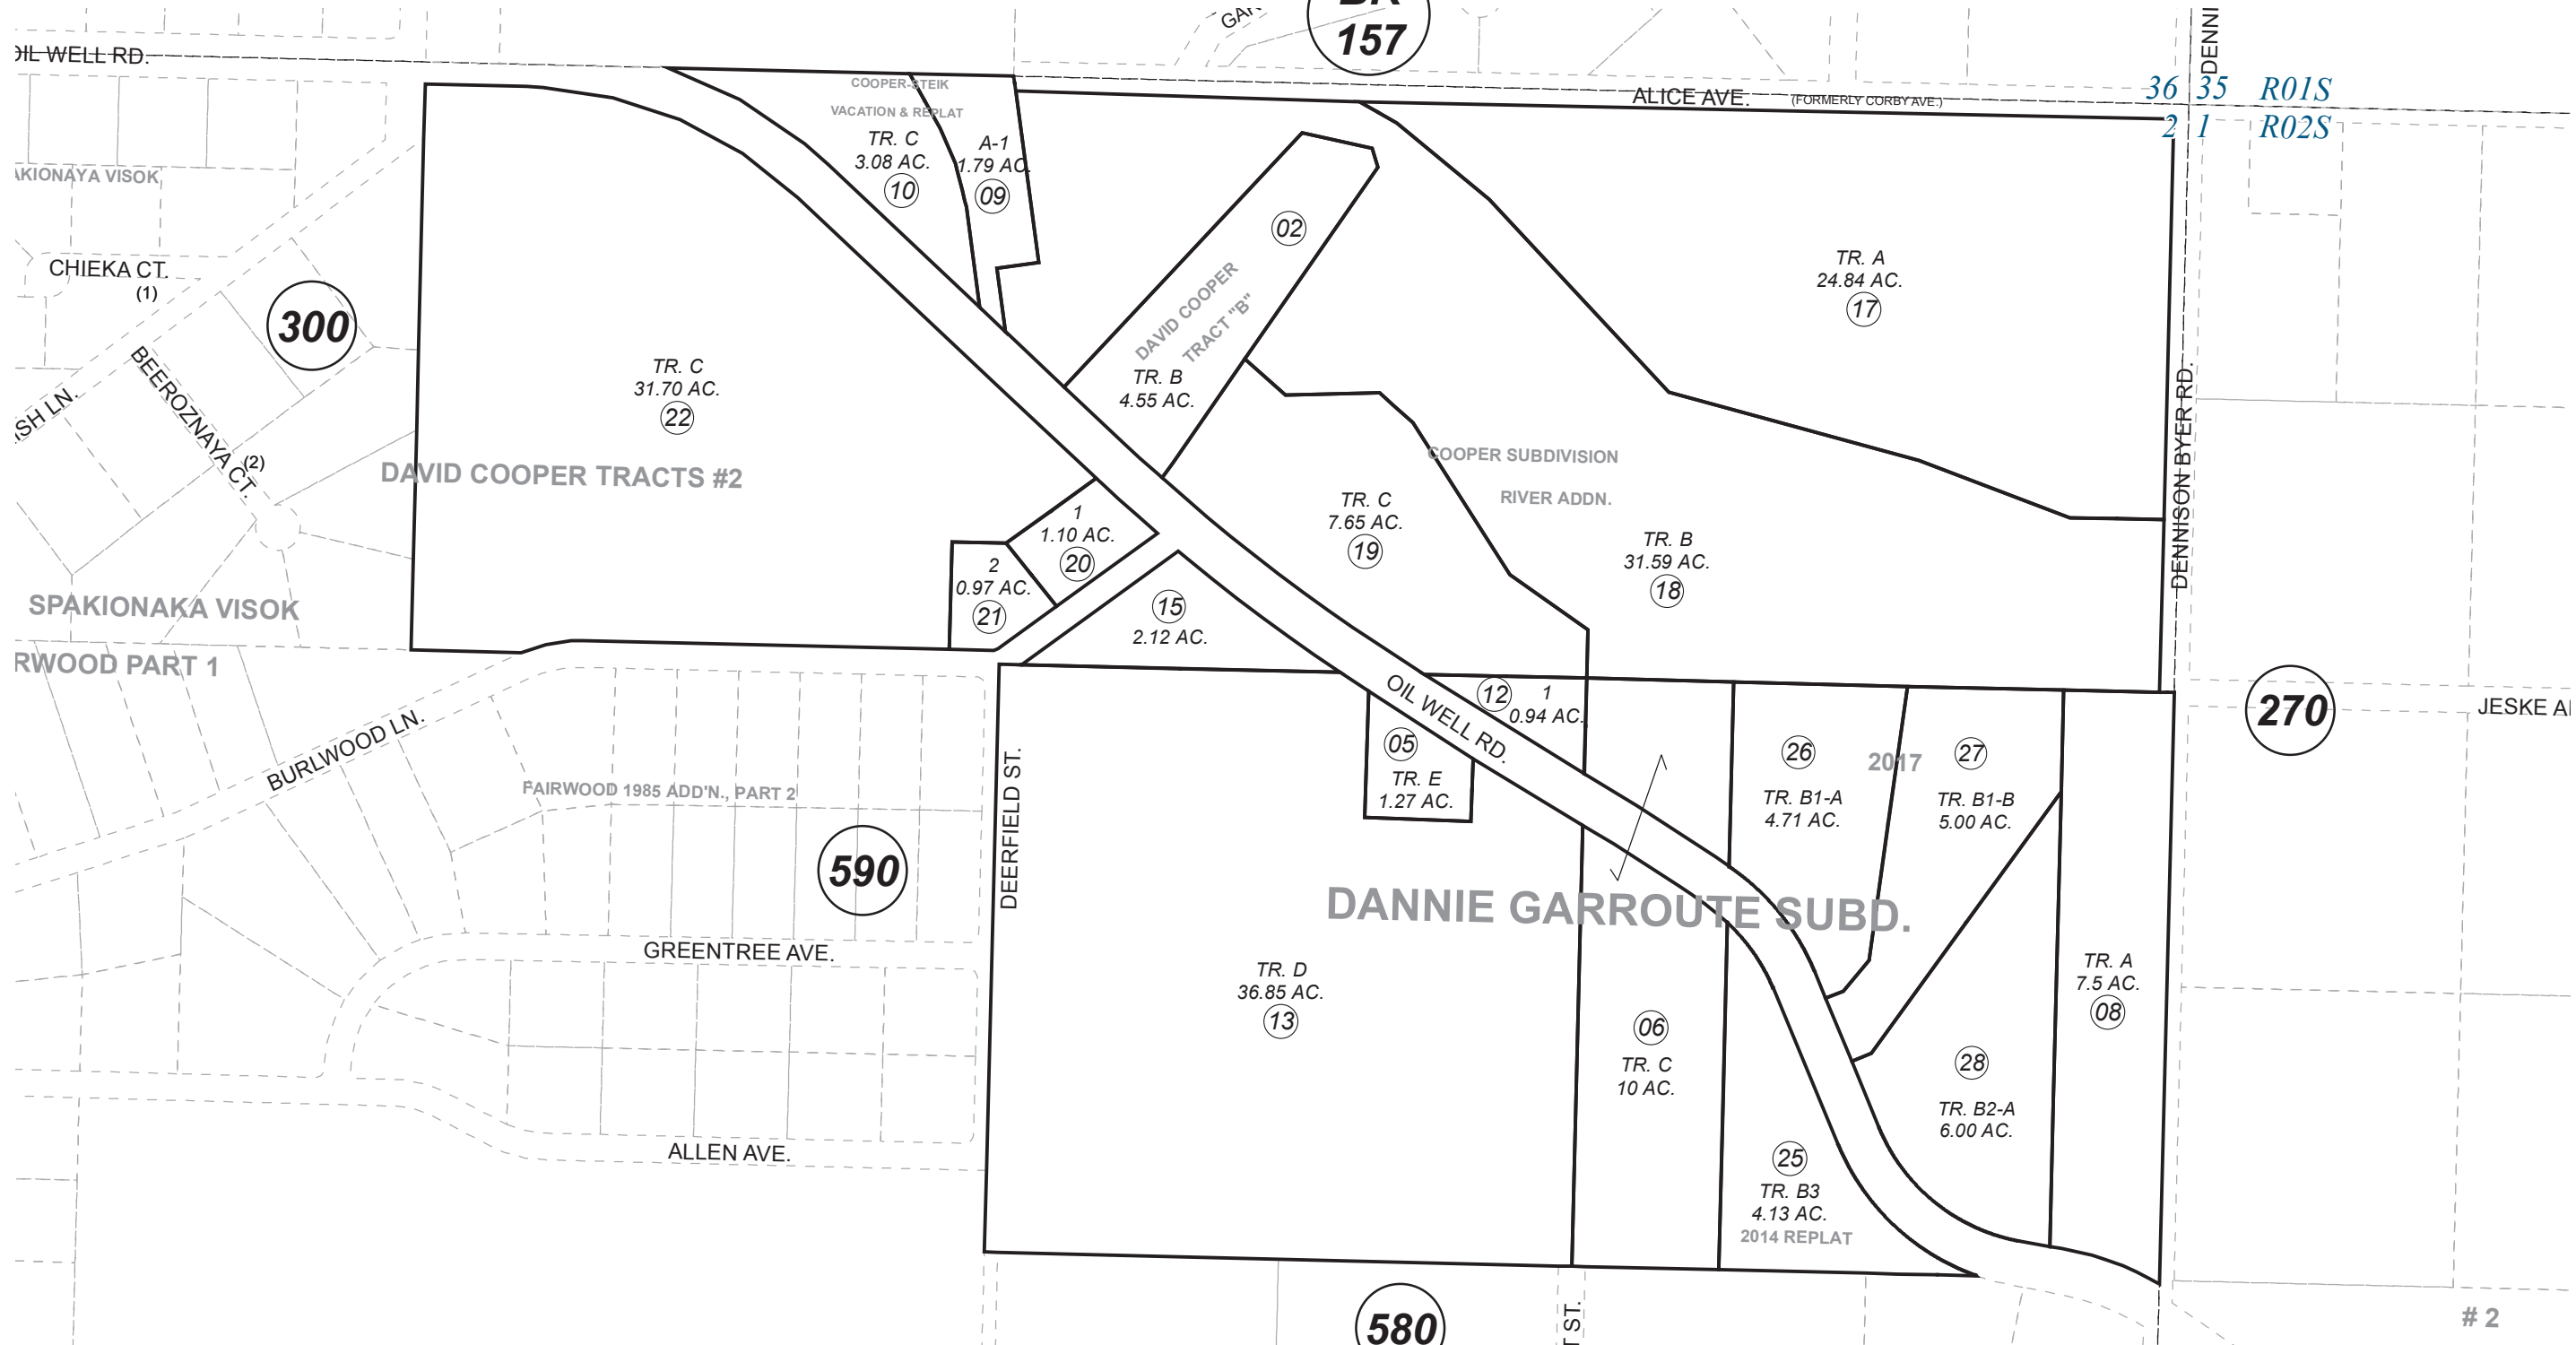 157
OIL WELL RD.
DENNI
ALICE AVE.
(FORMERLY CORBY AVE.)
36 35 R01S
2 1 R02S
COOPER-STEIK
VACATION & REPLAT
TR. C
3.08 AC.
10
A-1
1.79 AC.
09
AKIONAYA VISOK
CHIEKA CT.
(1)
300
BEEROZNAYA CT.
(2)
ISH LN.
02
DAVID COOPER
TRACT "B"
TR. B
4.55 AC.
TR. A
24.84 AC.
17
TR. C
31.70 AC.
22
DAVID COOPER TRACTS #2
DENNISON BYER RD.
COOPER SUBDIVISION
RIVER ADDN.
TR. C
7.65 AC.
19
TR. B
31.59 AC.
18
1
1.10 AC.
20
2
0.97 AC.
21
15
2.12 AC.
SPAKIONAKA VISOK
RWOOD PART 1
BURLWOOD LN.
FAIRWOOD 1985 ADD'N., PART 2
590
DEERFIELD ST.
OIL WELL RD.
12
1
0.94 AC.
05
TR. E
1.27 AC.
26
TR. B1-A
4.71 AC.
2017
27
TR. B1-B
5.00 AC.
270
JESKE A
DANNIE GARROUTE SUBD.
GREENTREE AVE.
ALLEN AVE.
TR. D
36.85 AC.
13
06
TR. C
10 AC.
TR. A
7.5 AC.
08
28
TR. B2-A
6.00 AC.
25
TR. B3
4.13 AC.
2014 REPLAT
580
ST.
# 2